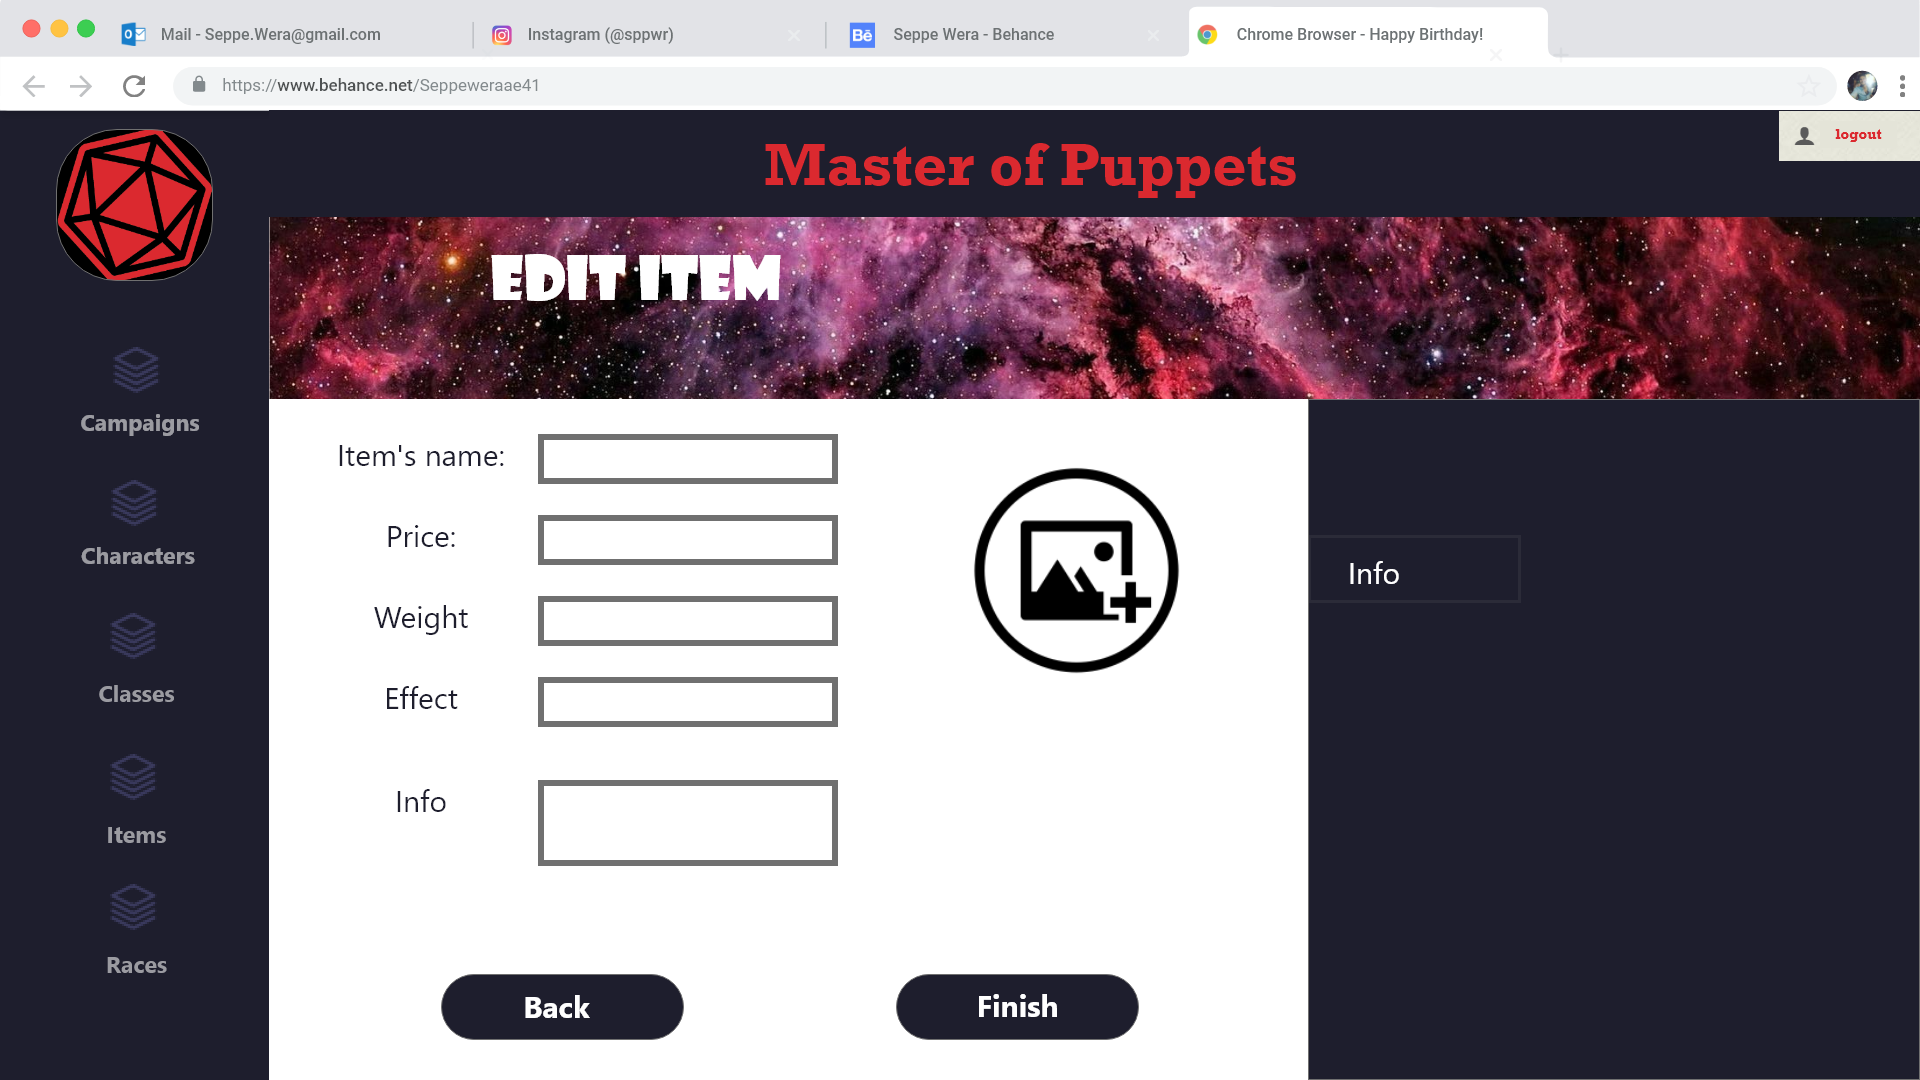 Mail - Seppe.Wera@gmail.com
Instagram (@sppwr)
Bē
Seppe Wera - Behance
Chrome Browser - Happy Birthday!
https://www.behance.net/Seppeweraae41
logout
Master of Puppets
EDIT ITEM
Campaigns
Characters
Classes
Items
Races
Item's name:
Price:
Weight
Effect
Info
Info
Back
Finish